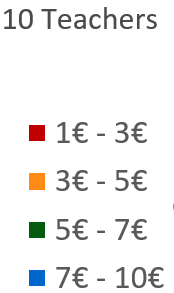 10 Teachers
1€ - 3€
3€ - 5€
5€ - 7€
7€ - 10€